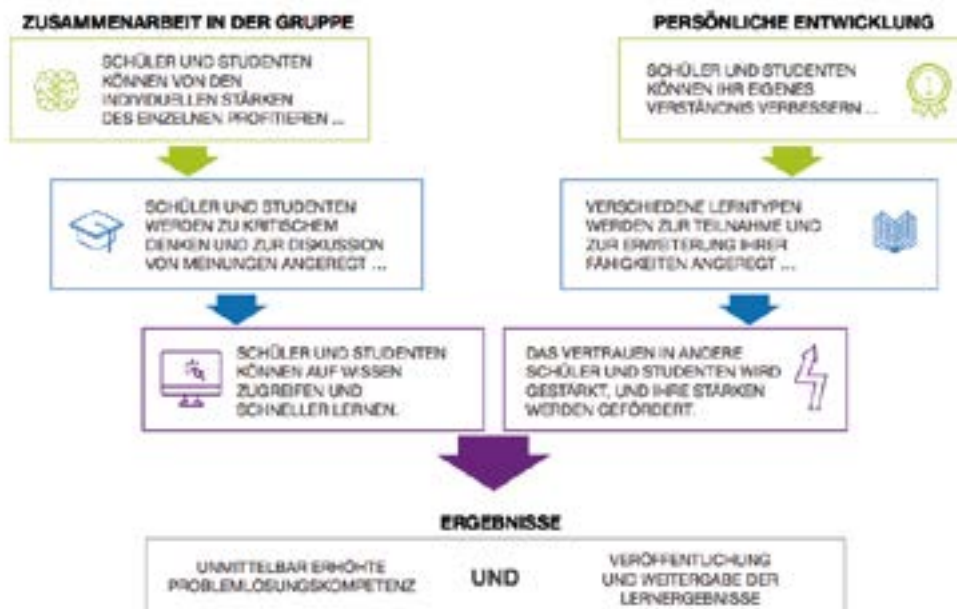 ZUSAMMENARBEIT IN DER GRUPPE
SCHÜLER UND STUDENTEN
KÖNNEN VON DEN
INDIVIDUELLEN STÄRKEN
DES EINZELNEN PROFITIEREN ...
SCHÜLER UND STUDENTEN
WERDEN ZU KRITISCHEM
DENKEN UND ZUR DISKUSSION
VON MEINUNGEN ANGEREGT ...
SCHÜLER UND STUDENTEN
KÖNNEN AUF WISSEN
ZUGREIFEN UND
SCHNELLER LERNEN.
PERSÖNLICHE ENTWICKLUNG
SCHÜLER UND STUDENTEN
KÖNNEN IHR EIGENES
VERSTÄNDNIS VERBESSERN ...
1
VERSCHIEDENE LERNTYPEN
WERDEN ZUR TEILNAHME UND
ZUR ERWEITERUNG IHRER
FÄHIGKEITEN ANGEREGT ...
DAS VERTRAUEN IN ANDERE
SCHÜLER UND STUDENTEN WIRD
GESTÄRKT, UND IHRE STÄRKEN
WERDEN GEFÖRDERT.
ERGEBNISSE
UNMITTELBAR ERHÖHTE
PROBLEMLÖSUNGSKOMPETENZ
UND
VERÖFFENTLICHUNG
UND WEITERGABE DER
LERNERGEBNISSE